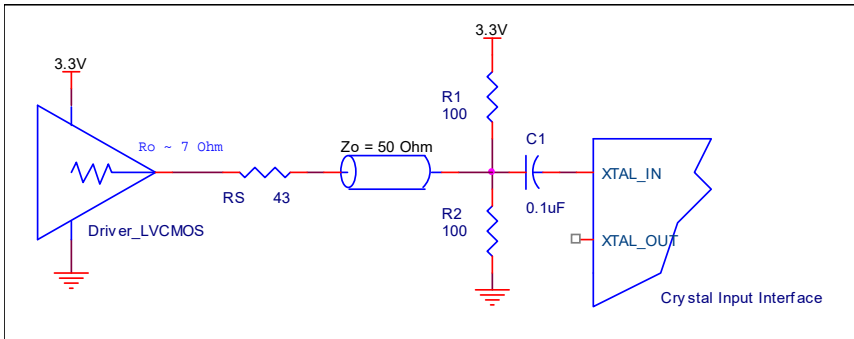 3.3V
3.3V
R1
100
Ro ~ 7 Ohm
Zo = 50 Ohm
C1
XTAL_IN
RS 43
0.1uF
R2
100
Driver_LVCMOS
XTAL_OUT
Crystal Input Interface